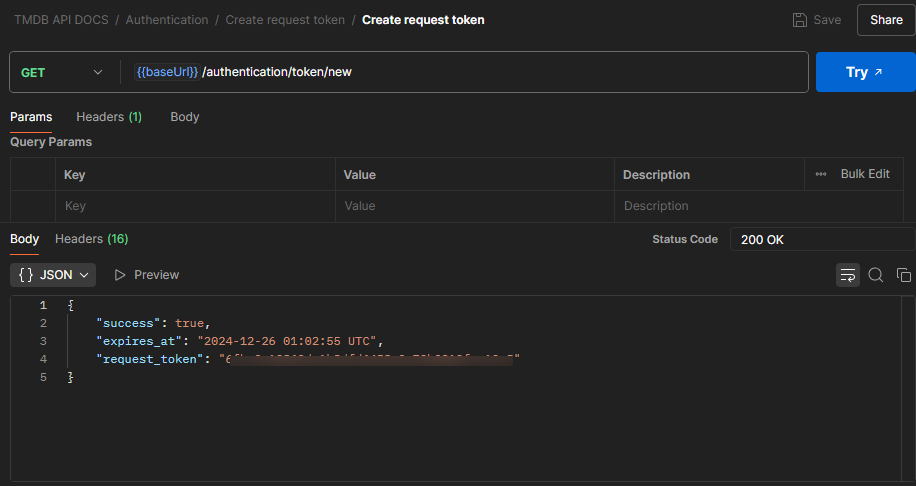 TMDB API DOCS / Authentication / Create request token / Create request token Save Share
GET {{baseUrl}}/authentication/token/new Try
Params Headers (1) Body
Query Params
Key Value Description Bulk Edit
Key Value Description
Body Headers (16) Status Code 200 OK
{} JSON Preview
1 {
2 "success": true,
3 "expires_at": "2024-12-26 01:02:55 UTC",
4 "request_token":
5 }